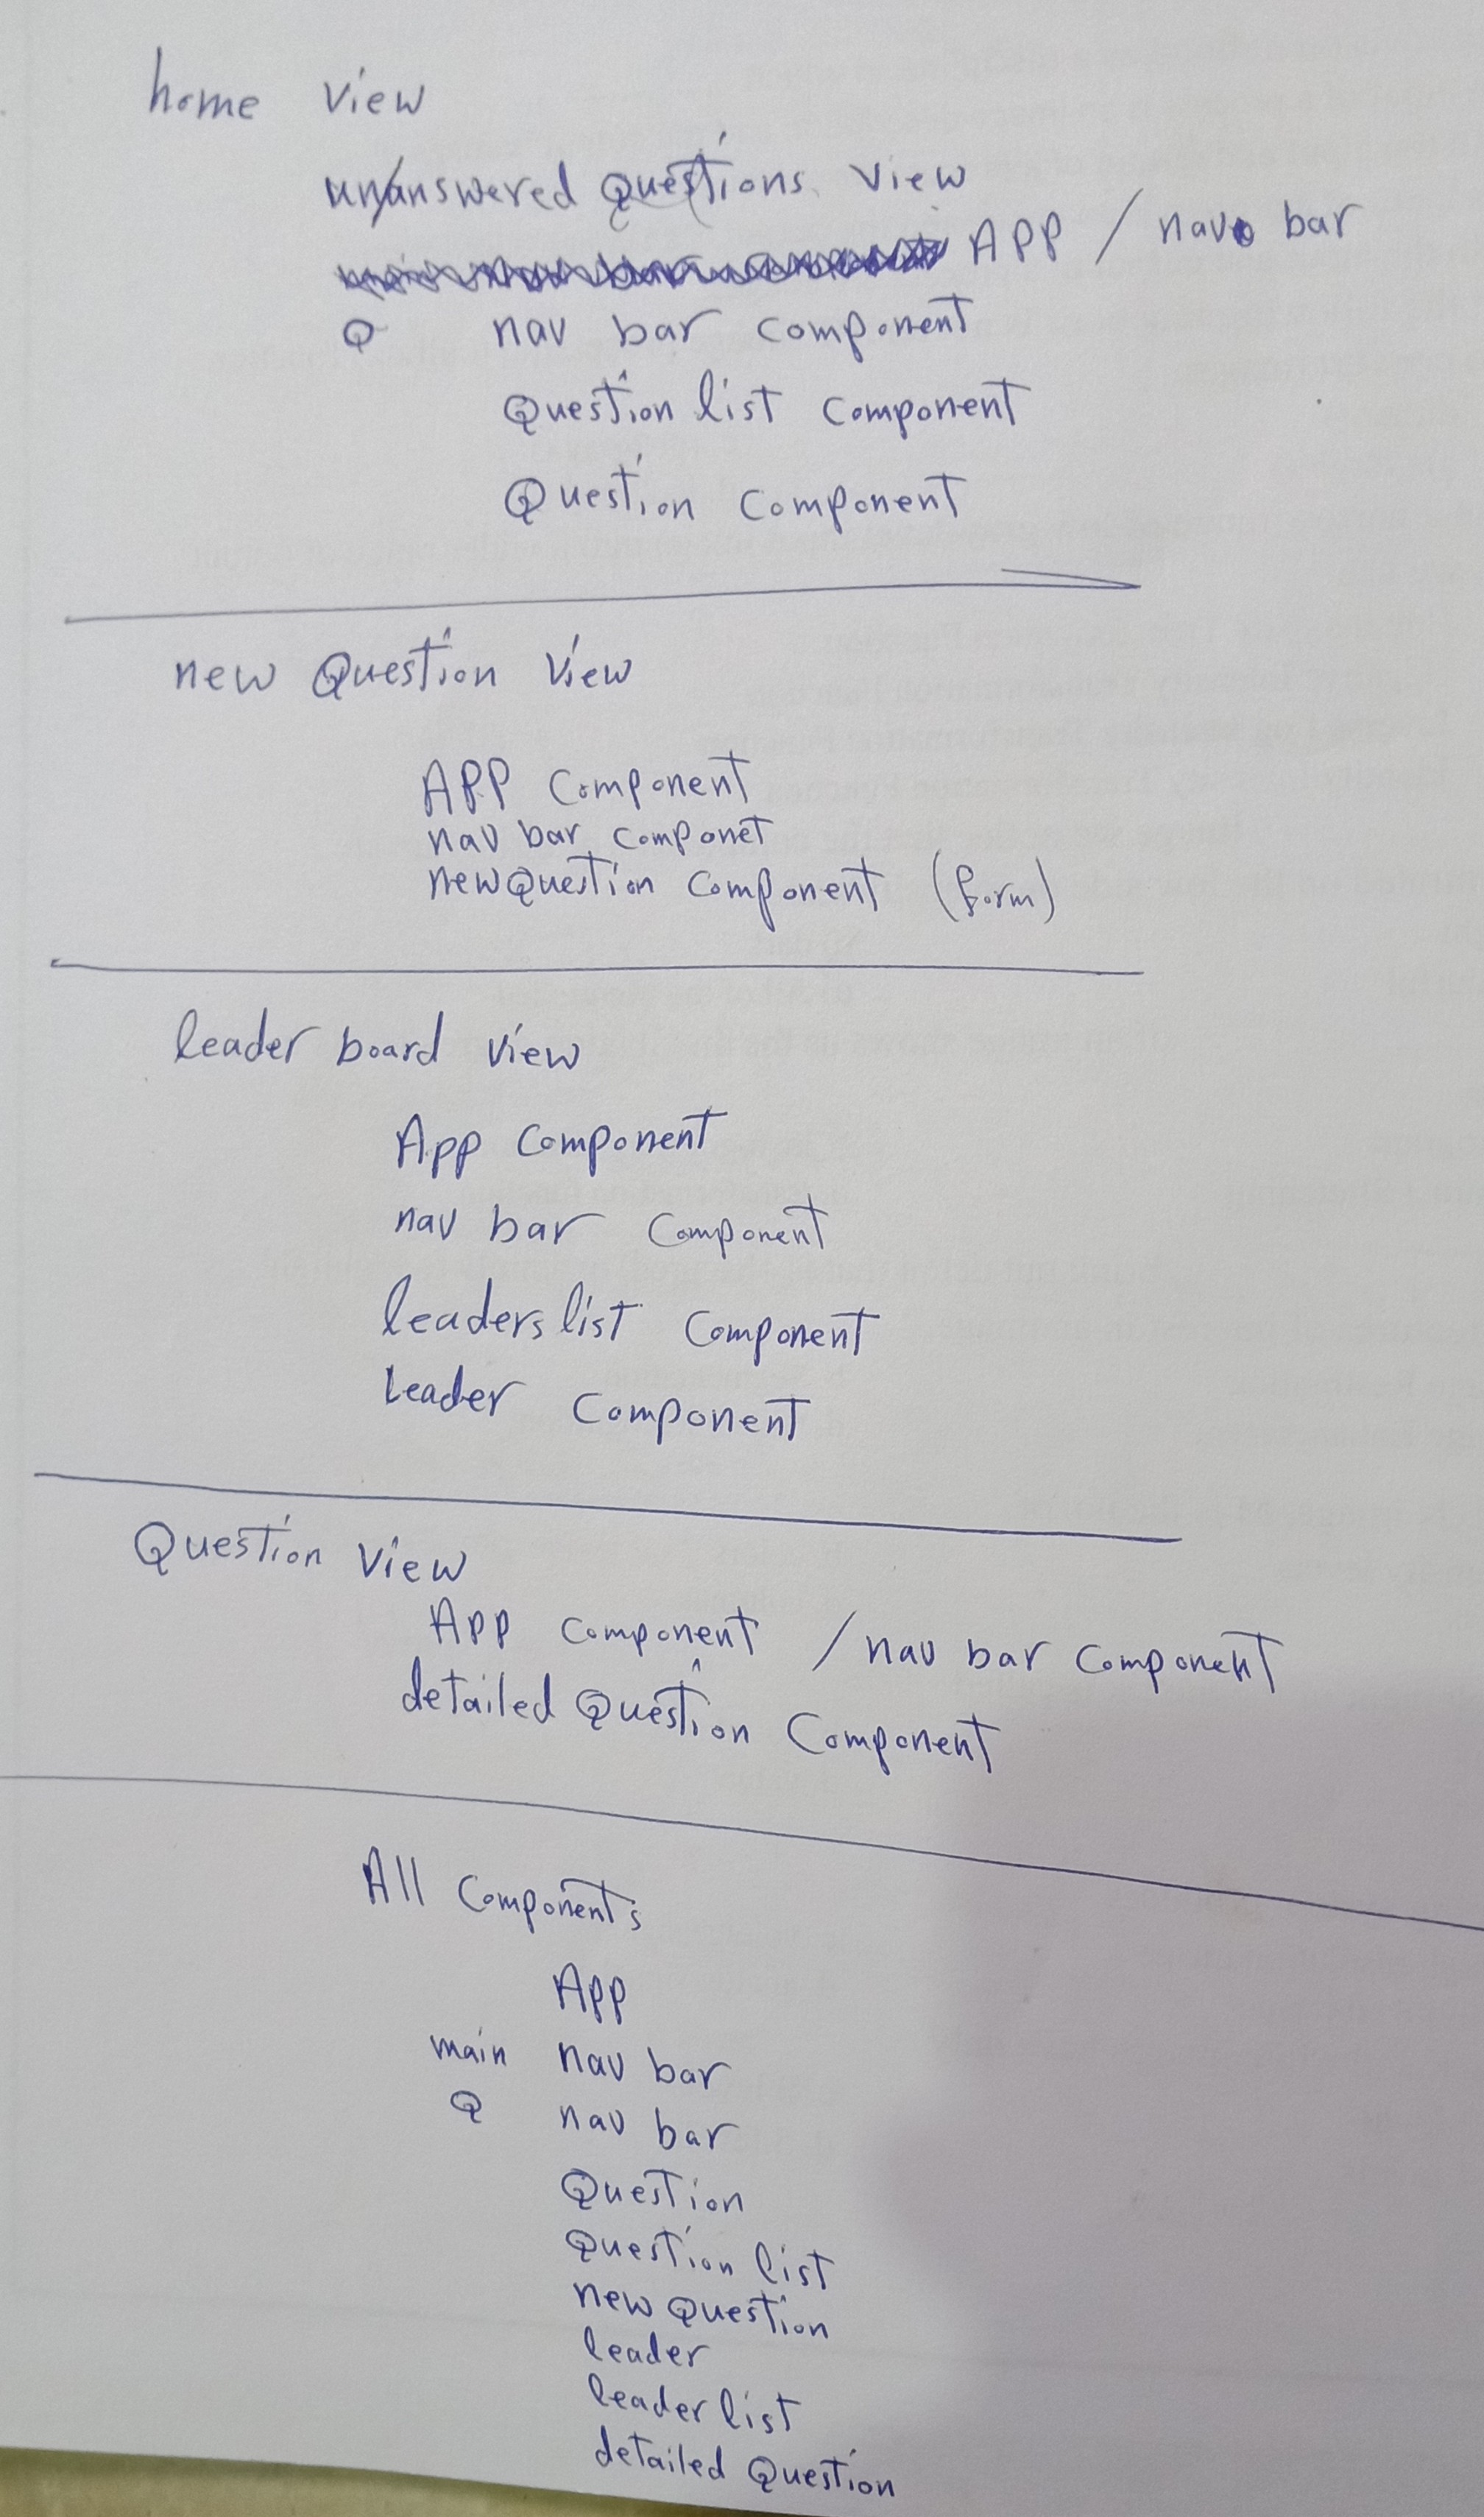 home view
un/answered Questions view
APP / nav bar
Q nav bar component
Question list component
Question component
new Question view
APP component
nav bar componet
newQuestion component (form)
leader board view
App component
nav bar component
leaders list component
leader component
Question view
App component / nav bar component
detailed Question component
All components
App
main nav bar
Q nav bar
Question
Question list
new Question
leader
leader list
detailed Question